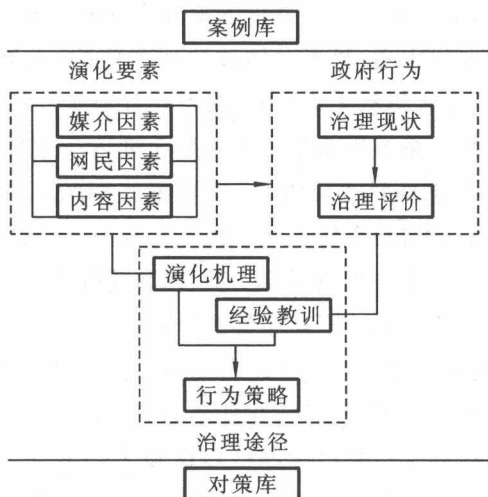 案例库
演化要素
政府行为
媒介因素
网民因素
内容因素
治理现状
治理评价
演化机理
经验教训
行为策略
治理途径
对策库